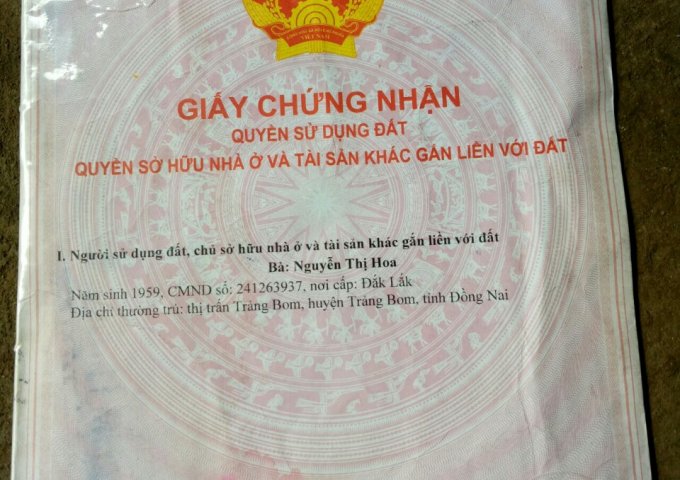 VIỆT NAM
GIẤY CHỨNG NHẬN
QUYỀN SỬ DỤNG ĐẤT
QUYỀN SỞ HỮU NHÀ Ở VÀ TÀI SẢN KHÁC GẮN LIỀN VỚI ĐẤT
I. Người sử dụng đất, chủ sở hữu nhà ở và tài sản khác gắn liền với đất
Bà: Nguyễn Thị Hoa
Năm sinh 1959, CMND số: 241263937, nơi cấp: Đắk Lắk
Địa chỉ thường trú: thị trấn Trảng Bom, huyện Trảng Bom, tỉnh Đồng Nai